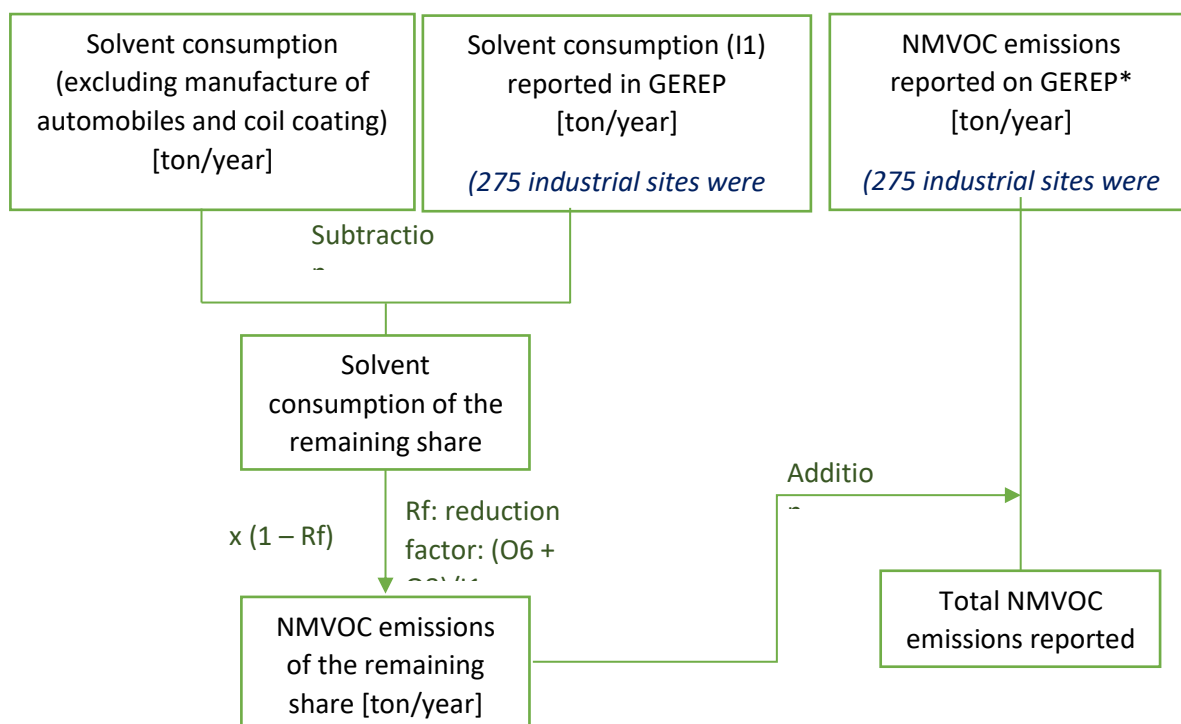 Solvent consumption
(excluding manufacture of
automobiles and coil coating)
[ton/year]
Solvent consumption (I1)
reported in GEREP
[ton/year]
(275 industrial sites were
NMVOC emissions
reported on GEREP*
[ton/year]
(275 industrial sites were
Subtractio
Solvent
consumption of the
remaining share
Additio
x (1 – Rf)
Rf: reduction
factor: (O6 +
NMVOC emissions
of the remaining
share [ton/year]
Total NMVOC
emissions reported